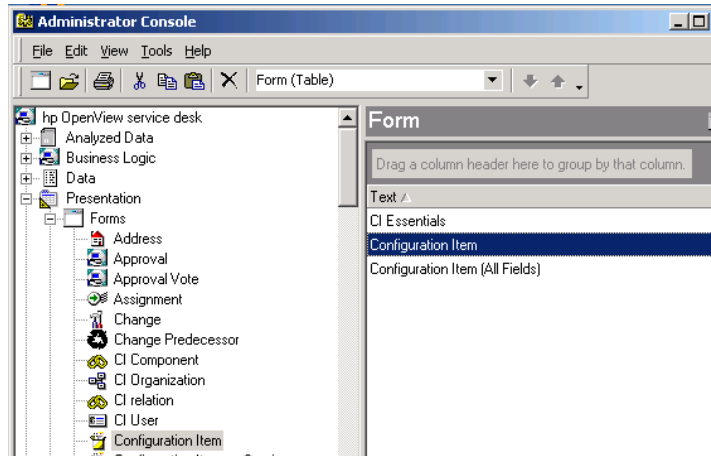 Administrator Console
File Edit View Tools Help
Form (Table)
hp OpenView service desk
Analyzed Data
Business Logic
Data
Presentation
Forms
Address
Approval
Approval Vote
Assignment
Change
Change Predecessor
CI Component
CI Organization
CI relation
CI User
Configuration Item
Form
Drag a column header here to group by that column.
Text
CI Essentials
Configuration Item
Configuration Item (All Fields)